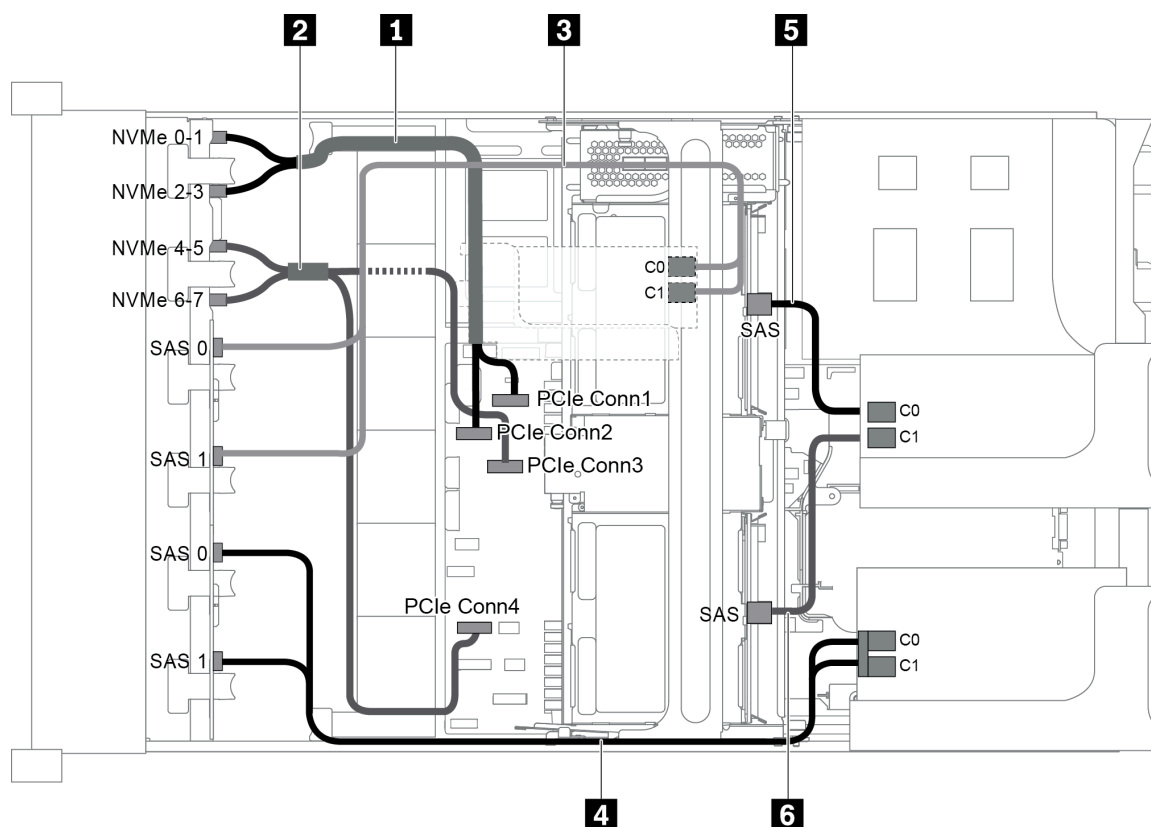 2 1 3 5
NVMe 0-1
NVMe 2-3
NVMe 4-5
NVMe 6-7
SAS 0
SAS 1
SAS 0
SAS 1
C0
C1
SAS
PCIe Conn1
PCIe Conn2
PCIe Conn3
C0
C1
PCIe Conn4
SAS
C0
C1
4 6